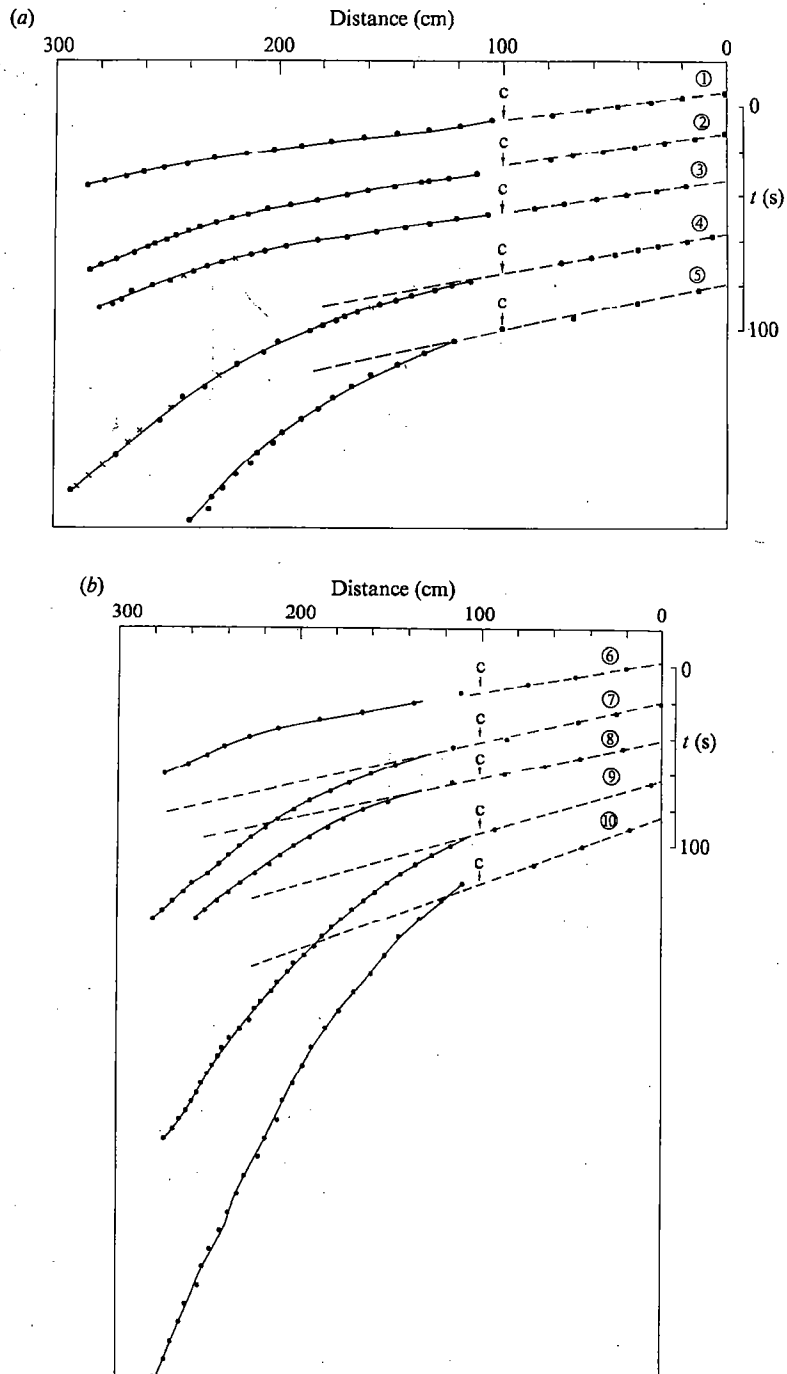 (a)
Distance (cm)
300 200 100 0
c ① 0
c ②
c ③ t (s)
c ④
c ⑤
100
(b)
Distance (cm)
300 200 100 0
c ⑥ 0
c ⑦
c ⑧ t (s)
c ⑨
c ⑩ 100